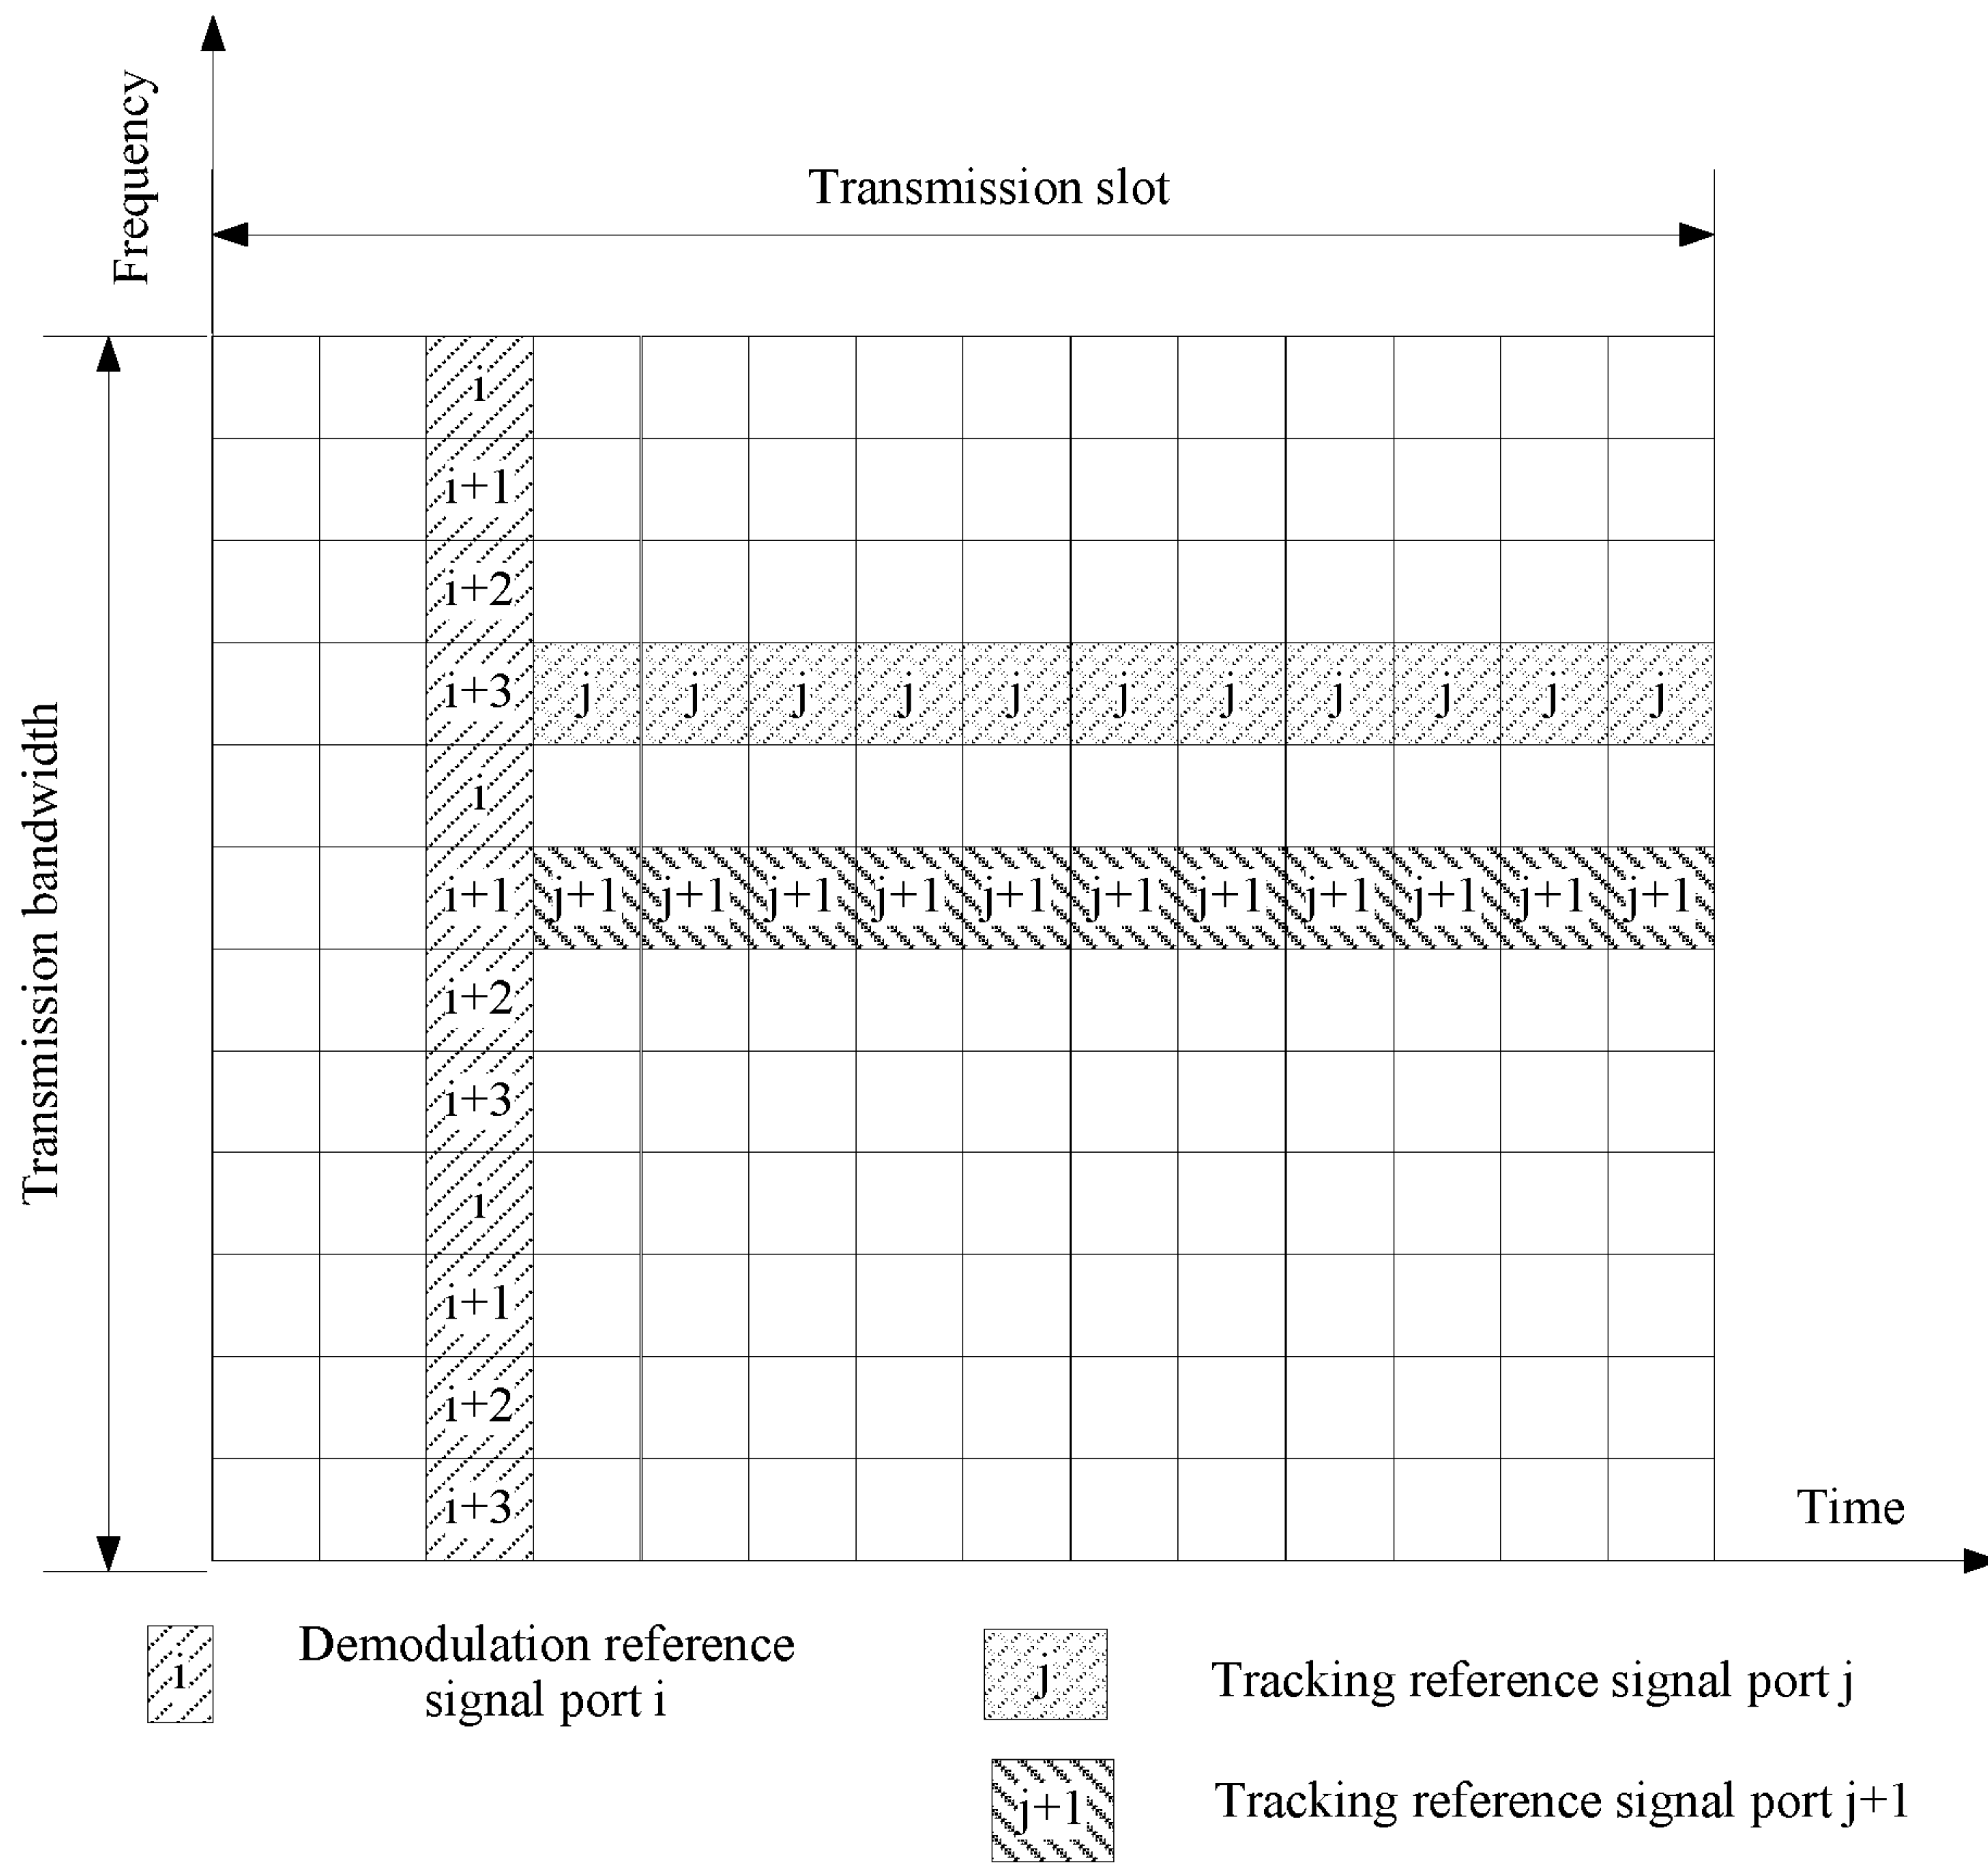 Frequency
Transmission slot
Transmission bandwidth
i
i+1
i+2
i+3 j j j j j j j j j j j
i
i+1 j+1 j+1 j+1 j+1 j+1 j+1 j+1 j+1 j+1 j+1 j+1
i+2
i+3
i
i+1
i+2
i+3
Time
i
Demodulation reference
signal port i
j
Tracking reference signal port j
j+1
Tracking reference signal port j+1